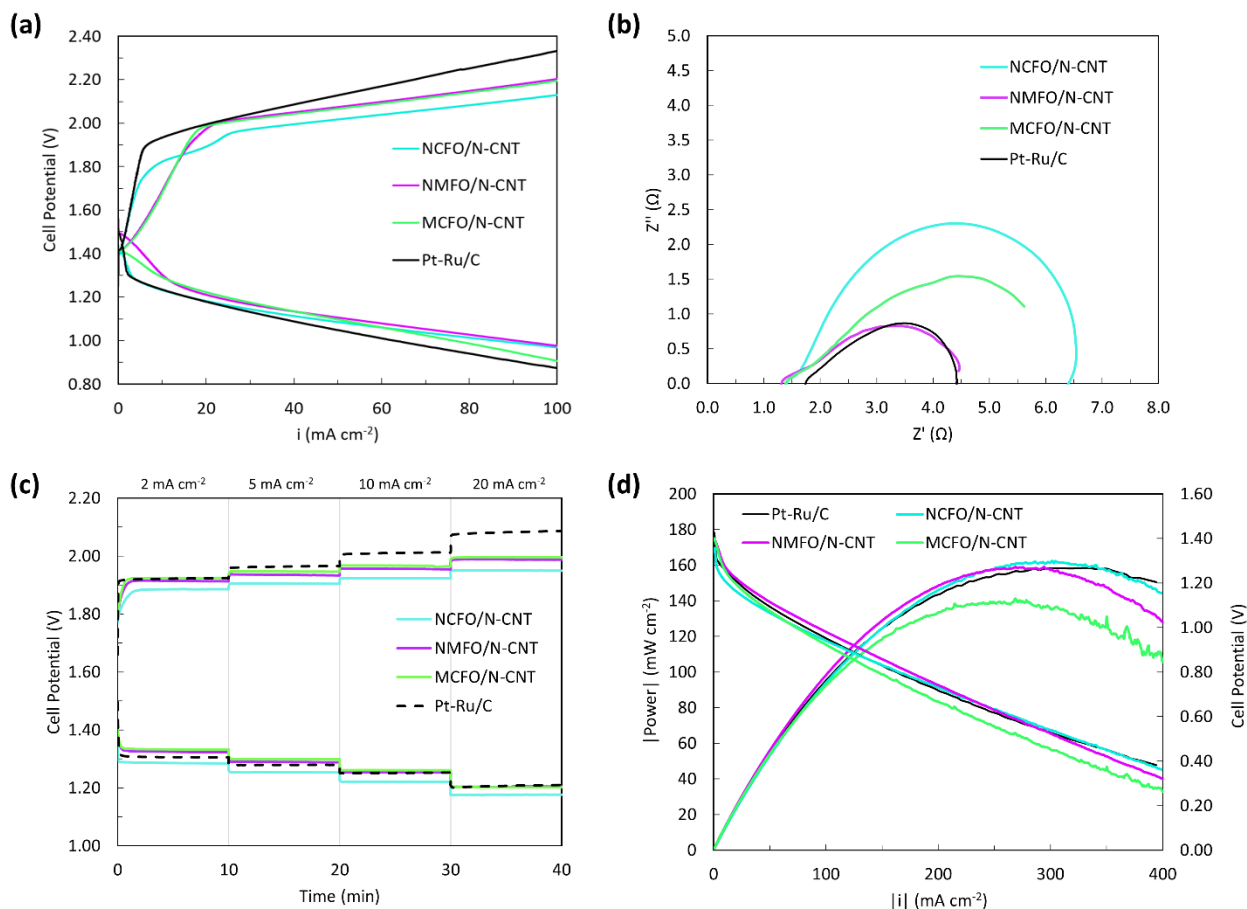 (a)
2.40
2.20
2.00
1.80
1.60
1.40
1.20
1.00
0.80
Cell Potential (V)
NCFO/N-CNT
NMFO/N-CNT
MCFO/N-CNT
Pt-Ru/C
0 20 40 60 80 100
i (mA cm⁻²)
(b)
5.0
4.5
4.0
3.5
3.0
2.5
2.0
1.5
1.0
0.5
0.0
Z'' (Ω)
NCFO/N-CNT
NMFO/N-CNT
MCFO/N-CNT
Pt-Ru/C
0.0 1.0 2.0 3.0 4.0 5.0 6.0 7.0 8.0
Z' (Ω)
(c)
2 mA cm⁻² 5 mA cm⁻² 10 mA cm⁻² 20 mA cm⁻²
2.20
2.00
1.80
1.60
1.40
1.20
1.00
Cell Potential (V)
NCFO/N-CNT
NMFO/N-CNT
MCFO/N-CNT
Pt-Ru/C
0 10 20 30 40
Time (min)
(d)
200
180
160
140
120
100
80
60
40
20
0
|Power| (mW cm⁻²)
Pt-Ru/C NCFO/N-CNT
NMFO/N-CNT MCFO/N-CNT
1.60
1.40
1.20
1.00
0.80
0.60
0.40
0.20
0.00
Cell Potential (V)
0 100 200 300 400
|i| (mA cm⁻²)